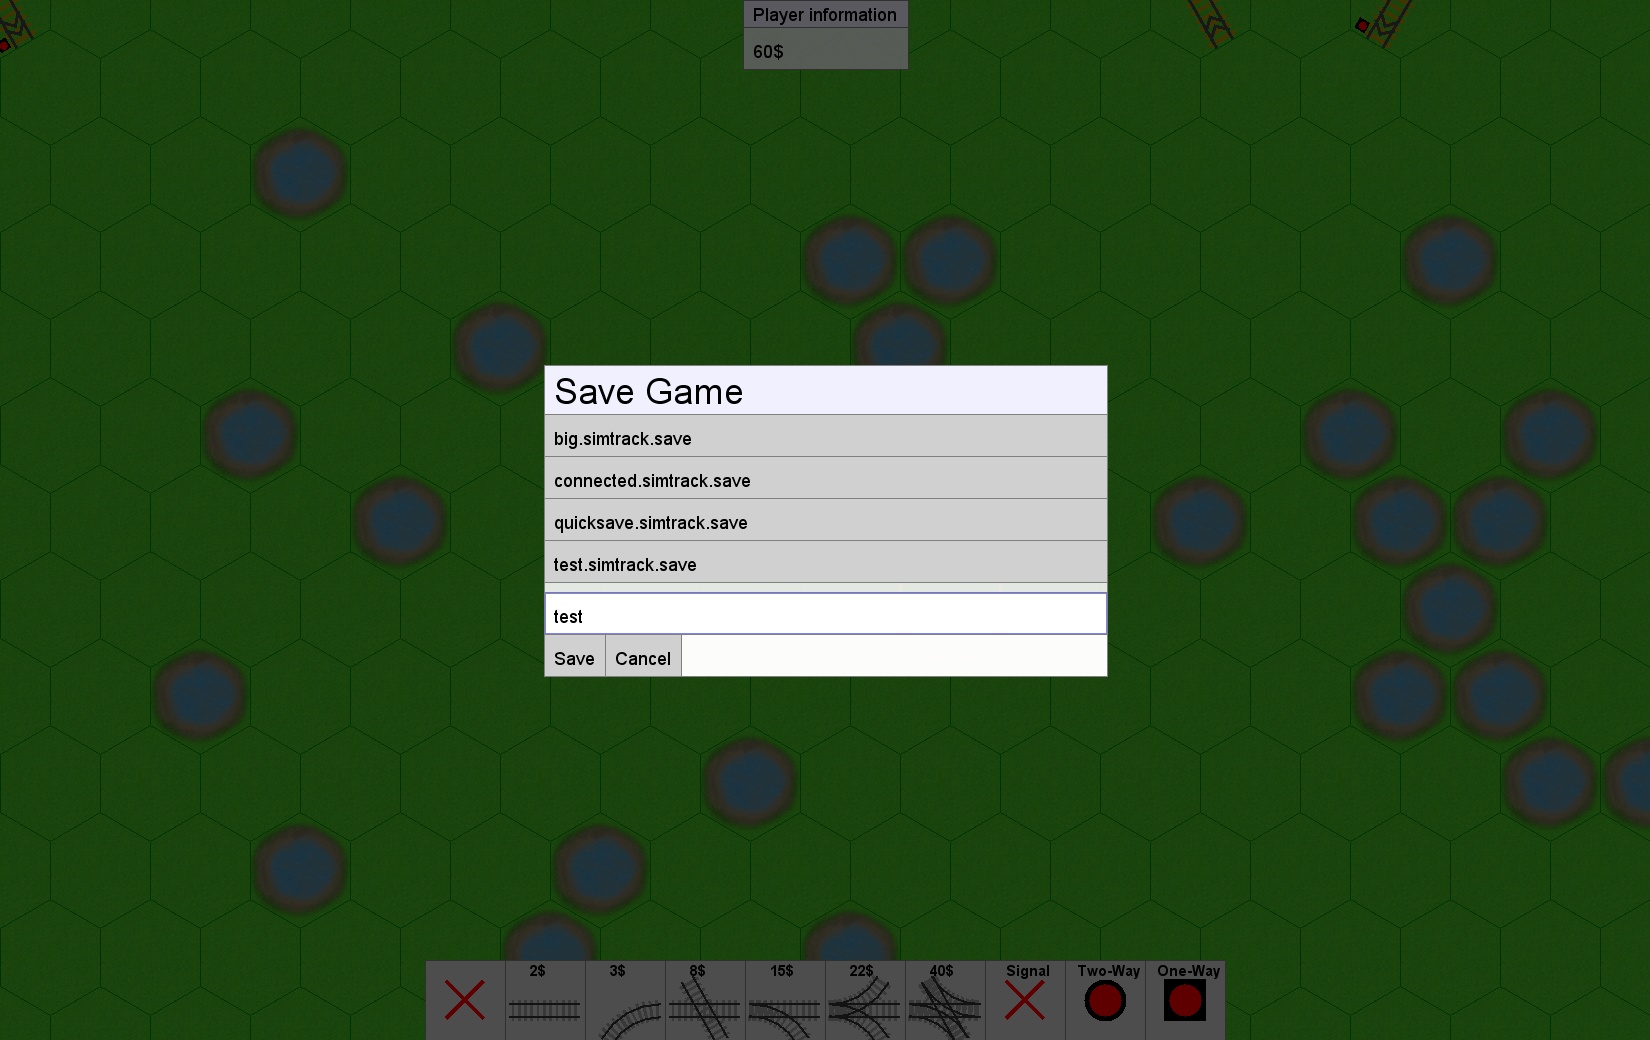 Player information
60$
Save Game
big.simtrack.save
connected.simtrack.save
quicksave.simtrack.save
test.simtrack.save
test
Save Cancel
2$ 3$ 8$ 15$ 22$ 40$ Signal Two-Way One-Way